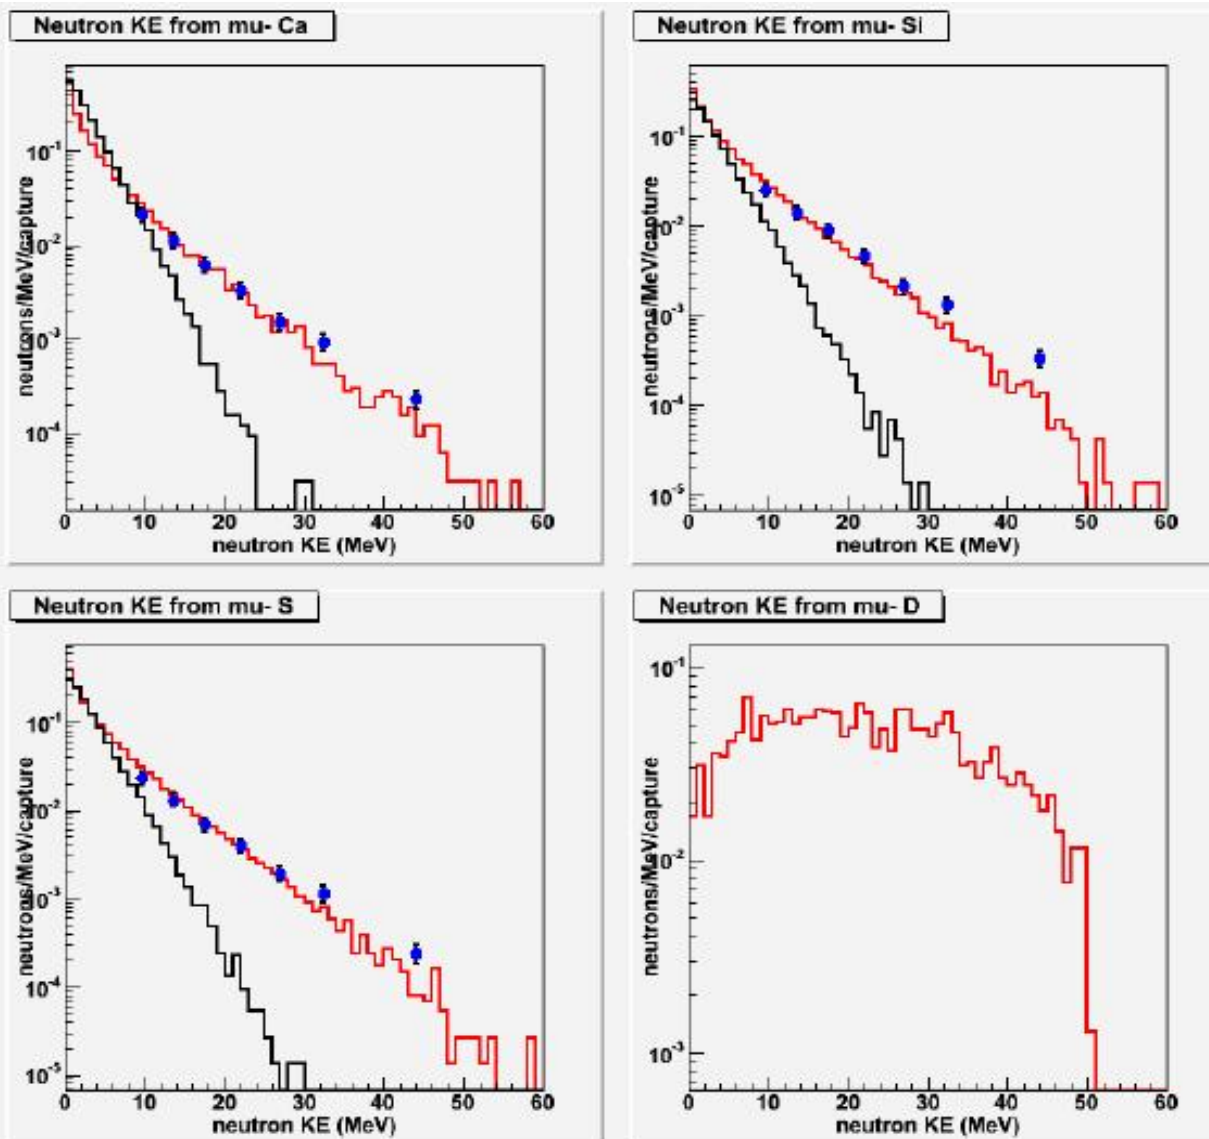 Neutron KE from mu- Ca
neutrons/MeV/capture
10^-1
10^-2
10^-3
10^-4
0 10 20 30 40 50 60
neutron KE (MeV)
Neutron KE from mu- Si
neutrons/MeV/capture
10^-1
10^-2
10^-3
10^-4
10^-5
0 10 20 30 40 50 60
neutron KE (MeV)
Neutron KE from mu- S
neutrons/MeV/capture
10^-1
10^-2
10^-3
10^-4
10^-5
0 10 20 30 40 50 60
neutron KE (MeV)
Neutron KE from mu- D
neutrons/MeV/capture
10^-1
10^-2
10^-3
0 10 20 30 40 50 60
neutron KE (MeV)